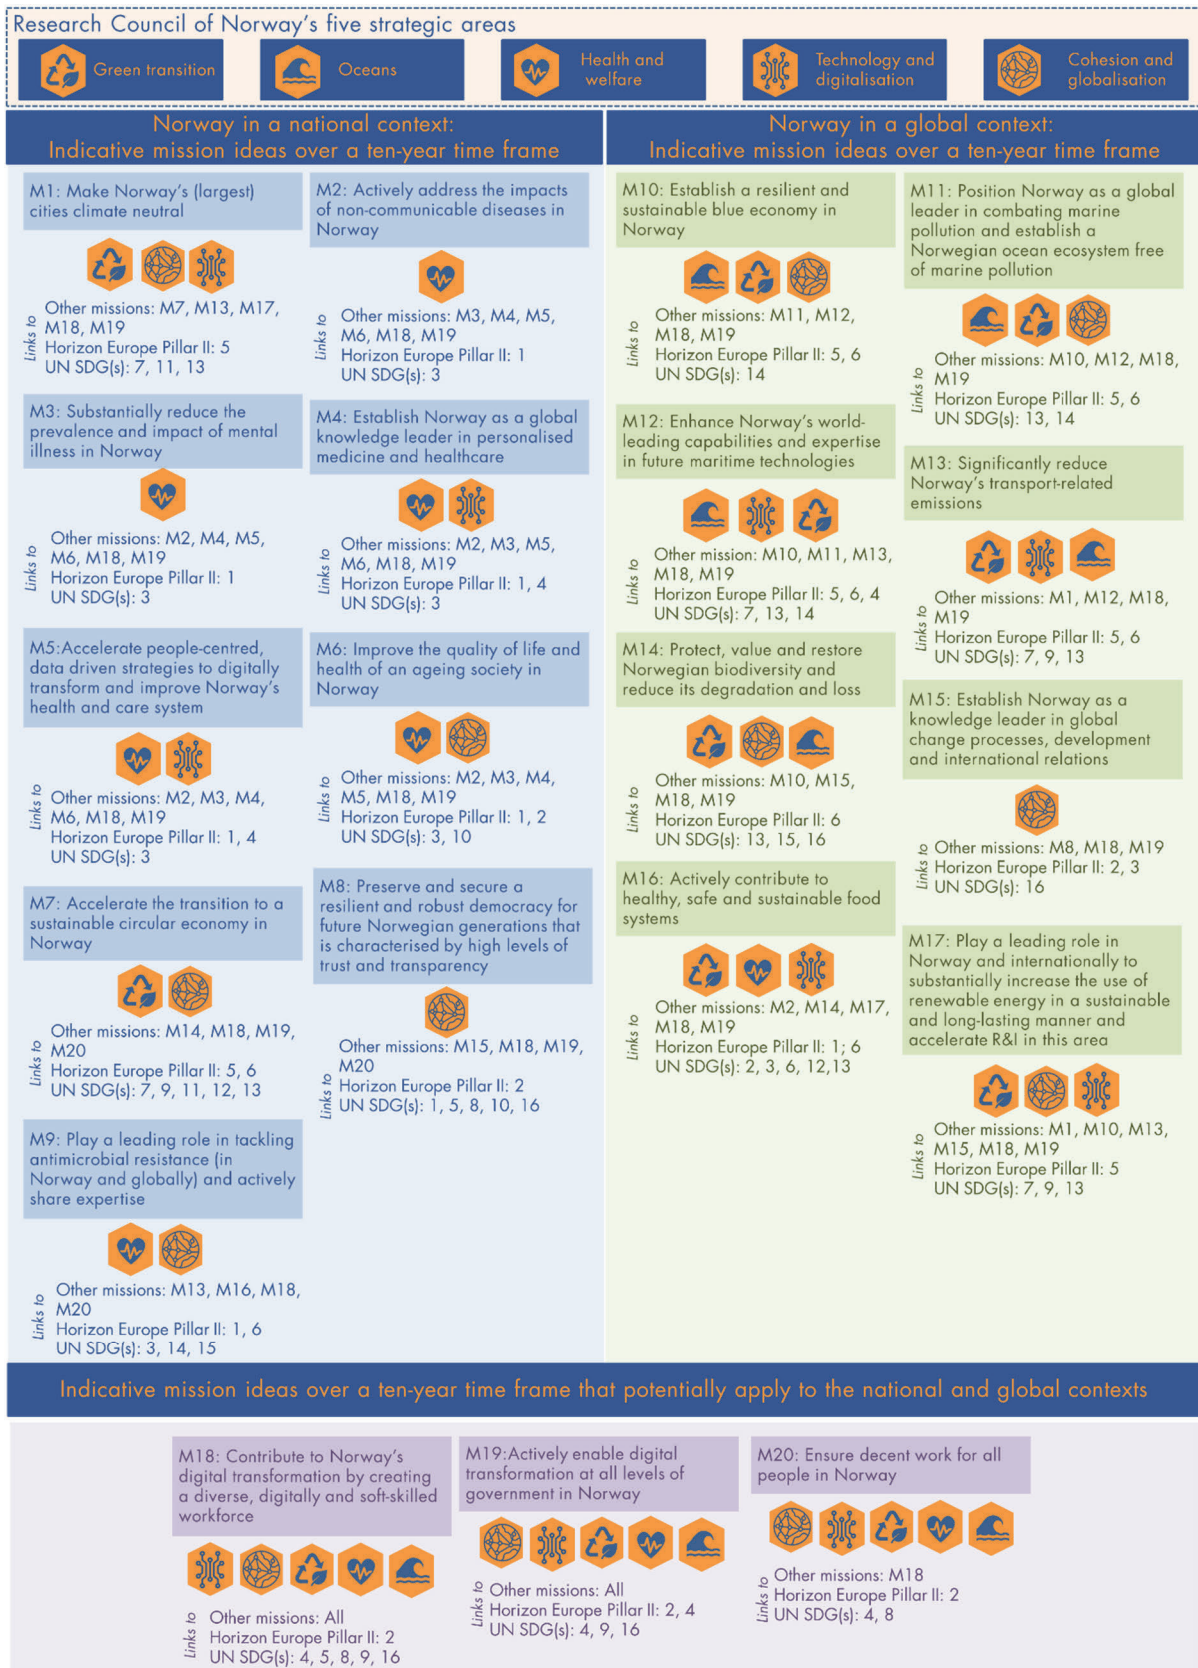 Research Council of Norway's five strategic areas
Green transition
Oceans
Health and
welfare
Technology and
digitalisation
Cohesion and
globalisation
Norway in a national context:
Indicative mission ideas over a ten-year time frame
M1: Make Norway's (largest)
cities climate neutral
Links to
Other missions: M7, M13, M17,
M18, M19
Horizon Europe Pillar II: 5
UN SDG(s): 7, 11, 13
M2: Actively address the impacts
of non-communicable diseases in
Norway
Links to
Other missions: M3, M4, M5,
M6, M18, M19
Horizon Europe Pillar II: 1
UN SDG(s): 3
M3: Substantially reduce the
prevalence and impact of mental
illness in Norway
Links to
Other missions: M2, M4, M5,
M6, M18, M19
Horizon Europe Pillar II: 1
UN SDG(s): 3
M4: Establish Norway as a global
knowledge leader in personalised
medicine and healthcare
Links to
Other missions: M2, M3, M5,
M6, M18, M19
Horizon Europe Pillar II: 1, 4
UN SDG(s): 3
M5:Accelerate people-centred,
data driven strategies to digitally
transform and improve Norway's
health and care system
Links to
Other missions: M2, M3, M4,
M6, M18, M19
Horizon Europe Pillar II: 1, 4
UN SDG(s): 3
M6: Improve the quality of life and
health of an ageing society in
Norway
Links to
Other missions: M2, M3, M4,
M5, M18, M19
Horizon Europe Pillar II: 1, 2
UN SDG(s): 3, 10
M7: Accelerate the transition to a
sustainable circular economy in
Norway
Links to
Other missions: M14, M18, M19,
M20
Horizon Europe Pillar II: 5, 6
UN SDG(s): 7, 9, 11, 12, 13
M8: Preserve and secure a
resilient and robust democracy for
future Norwegian generations that
is characterised by high levels of
trust and transparency
Links to
Other missions: M15, M18, M19,
M20
Horizon Europe Pillar II: 2
UN SDG(s): 1, 5, 8, 10, 16
M9: Play a leading role in tackling
antimicrobial resistance (in
Norway and globally) and actively
share expertise
Links to
Other missions: M13, M16, M18,
M20
Horizon Europe Pillar II: 1, 6
UN SDG(s): 3, 14, 15
Norway in a global context:
Indicative mission ideas over a ten-year time frame
M10: Establish a resilient and
sustainable blue economy in
Norway
Links to
Other missions: M11, M12,
M18, M19
Horizon Europe Pillar II: 5, 6
UN SDG(s): 14
M11: Position Norway as a global
leader in combating marine
pollution and establish a
Norwegian ocean ecosystem free
of marine pollution
Links to
Other missions: M10, M12, M18,
M19
Horizon Europe Pillar II: 5, 6
UN SDG(s): 13, 14
M12: Enhance Norway's world-
leading capabilities and expertise
in future maritime technologies
Links to
Other mission: M10, M11, M13,
M18, M19
Horizon Europe Pillar II: 5, 6, 4
UN SDG(s): 7, 13, 14
M13: Significantly reduce
Norway's transport-related
emissions
Links to
Other missions: M1, M12, M18,
M19
Horizon Europe Pillar II: 5, 6
UN SDG(s): 7, 9, 13
M14: Protect, value and restore
Norwegian biodiversity and
reduce its degradation and loss
Links to
Other missions: M10, M15,
M18, M19
Horizon Europe Pillar II: 6
UN SDG(s): 13, 15, 16
M15: Establish Norway as a
knowledge leader in global
change processes, development
and international relations
Links to
Other missions: M8, M18, M19
Horizon Europe Pillar II: 2, 3
UN SDG(s): 16
M16: Actively contribute to
healthy, safe and sustainable food
systems
Links to
Other missions: M2, M14, M17,
M18, M19
Horizon Europe Pillar II: 1; 6
UN SDG(s): 2, 3, 6, 12,13
M17: Play a leading role in
Norway and internationally to
substantially increase the use of
renewable energy in a sustainable
and long-lasting manner and
accelerate R&I in this area
Links to
Other missions: M1, M10, M13,
M15, M18, M19
Horizon Europe Pillar II: 5
UN SDG(s): 7, 9, 13
Indicative mission ideas over a ten-year time frame that potentially apply to the national and global contexts
M18: Contribute to Norway's
digital transformation by creating
a diverse, digitally and soft-skilled
workforce
Links to
Other missions: All
Horizon Europe Pillar II: 2
UN SDG(s): 4, 5, 8, 9, 16
M19:Actively enable digital
transformation at all levels of
government in Norway
Links to
Other missions: All
Horizon Europe Pillar II: 2, 4
UN SDG(s): 4, 9, 16
M20: Ensure decent work for all
people in Norway
Links to
Other missions: M18
Horizon Europe Pillar II: 2
UN SDG(s): 4, 8